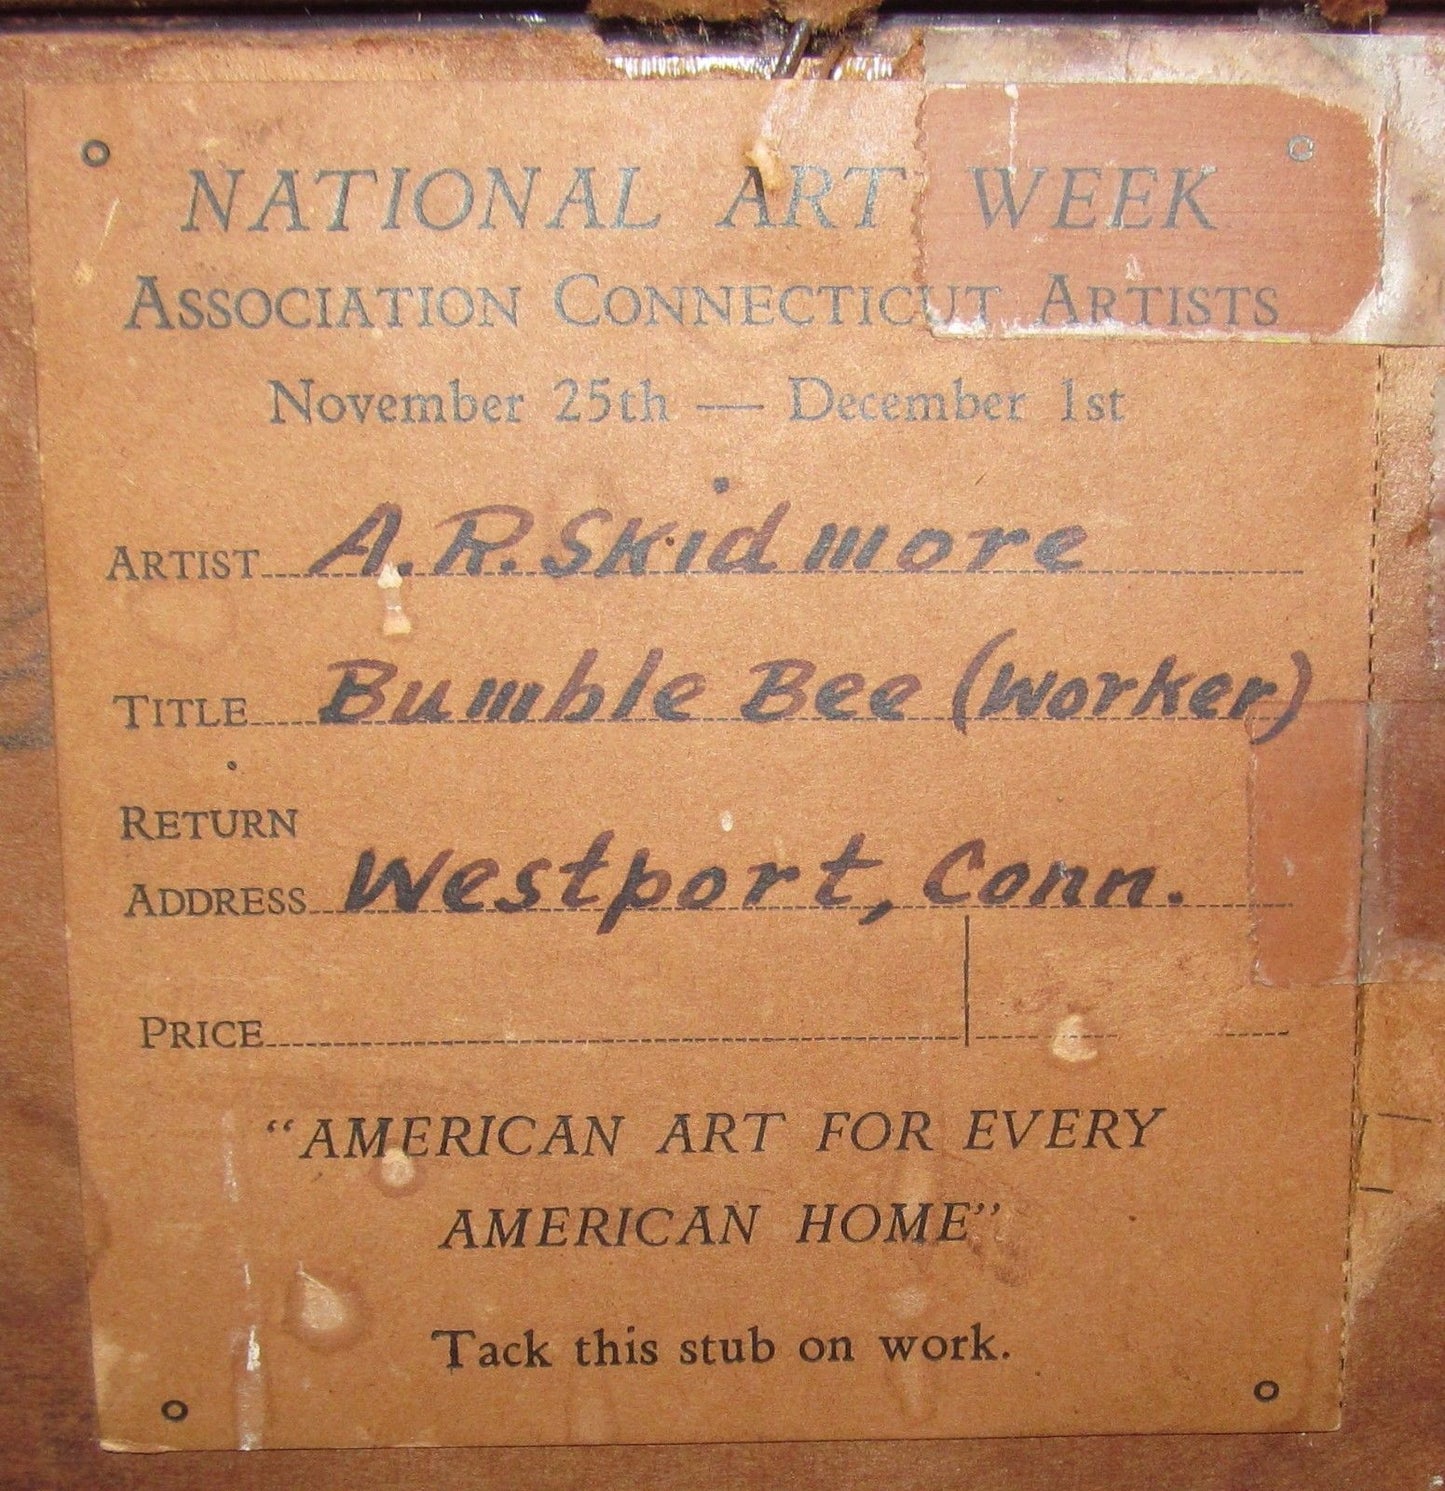 NATIONAL ART WEEK
ASSOCIATION CONNECTICUT ARTISTS
November 25th — December 1st
ARTIST A. R. Skidmore
TITLE Bumble Bee (Worker)
RETURN
ADDRESS Westport, Conn.
PRICE
“AMERICAN ART FOR EVERY
AMERICAN HOME”
Tack this stub on work.